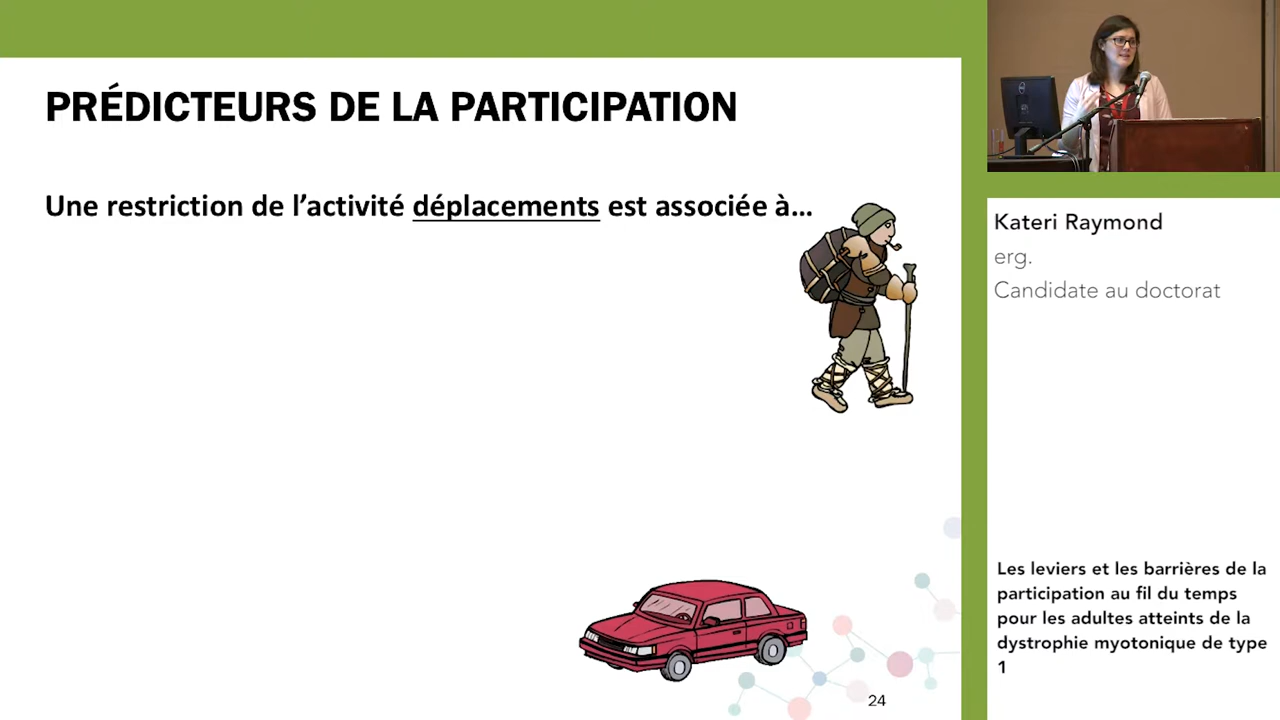 PRÉDICTEURS DE LA PARTICIPATION
Une restriction de l’activité déplacements est associée à...
24
Kateri Raymond
erg.
Candidate au doctorat
Les leviers et les barrières de la
participation au fil du temps
pour les adultes atteints de la
dystrophie myotonique de type
1